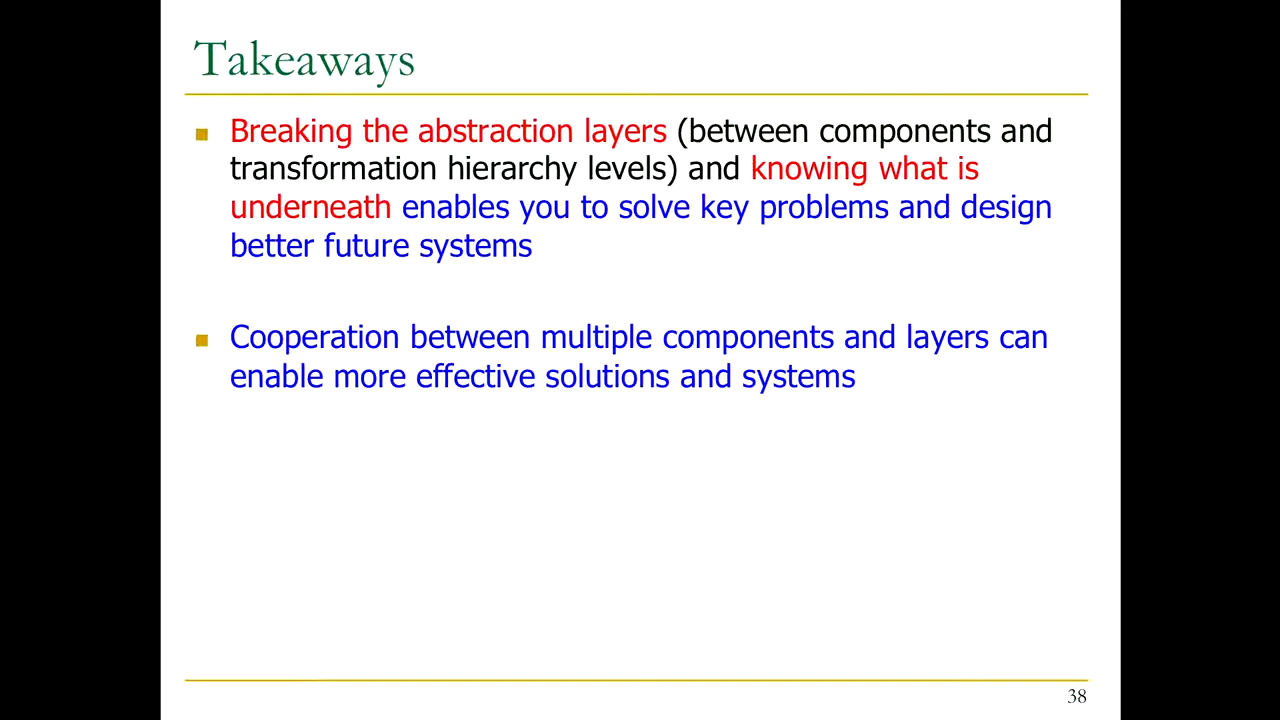 Takeaways
Breaking the abstraction layers (between components and
transformation hierarchy levels) and knowing what is
underneath enables you to solve key problems and design
better future systems
Cooperation between multiple components and layers can
enable more effective solutions and systems
38